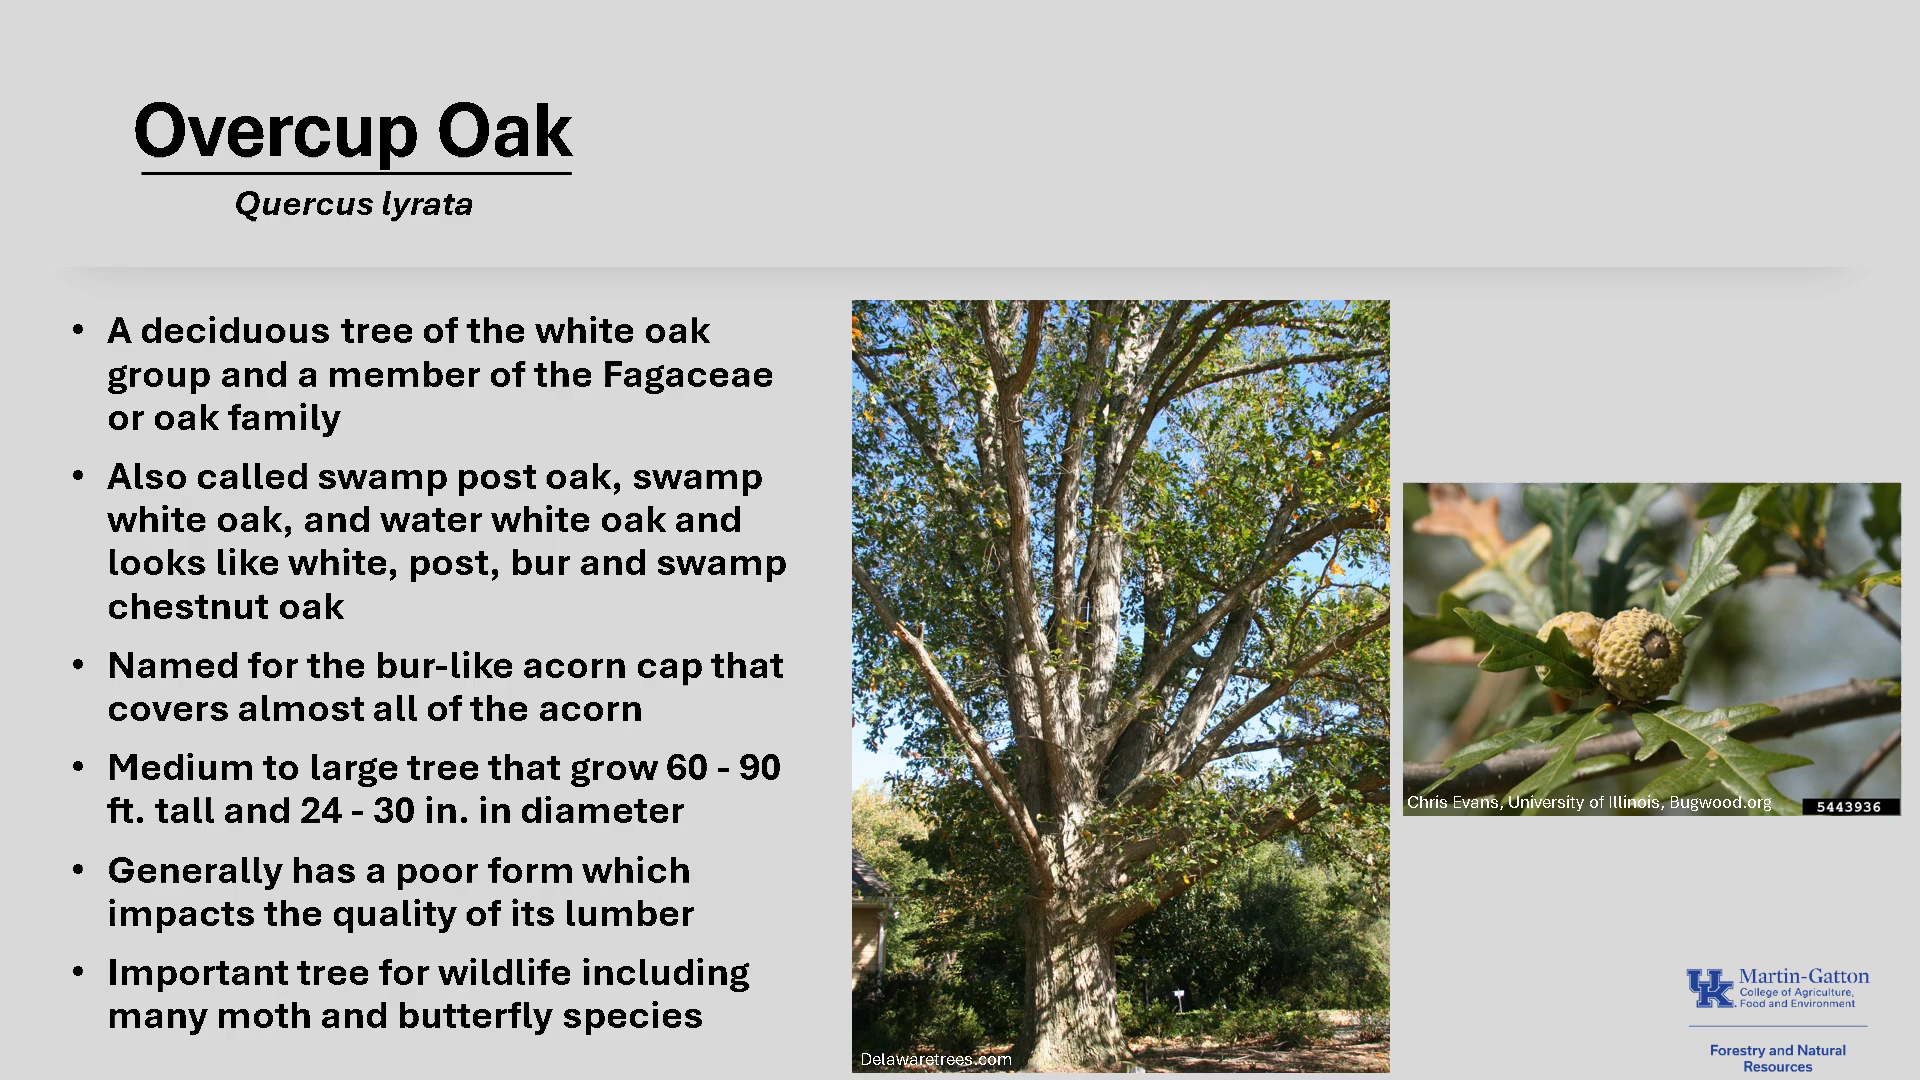 Overcup Oak
Quercus lyrata
• A deciduous tree of the white oak
group and a member of the Fagaceae
or oak family
• Also called swamp post oak, swamp
white oak, and water white oak and
looks like white, post, bur and swamp
chestnut oak
• Named for the bur-like acorn cap that
covers almost all of the acorn
• Medium to large tree that grow 60 - 90
ft. tall and 24 - 30 in. in diameter
• Generally has a poor form which
impacts the quality of its lumber
• Important tree for wildlife including
many moth and butterfly species
Delawaretrees.com
Chris Evans, University of Illinois, Bugwood.org
5443936
UK
Martin-Gatton
College of Agriculture,
Food and Environment
Forestry and Natural
Resources